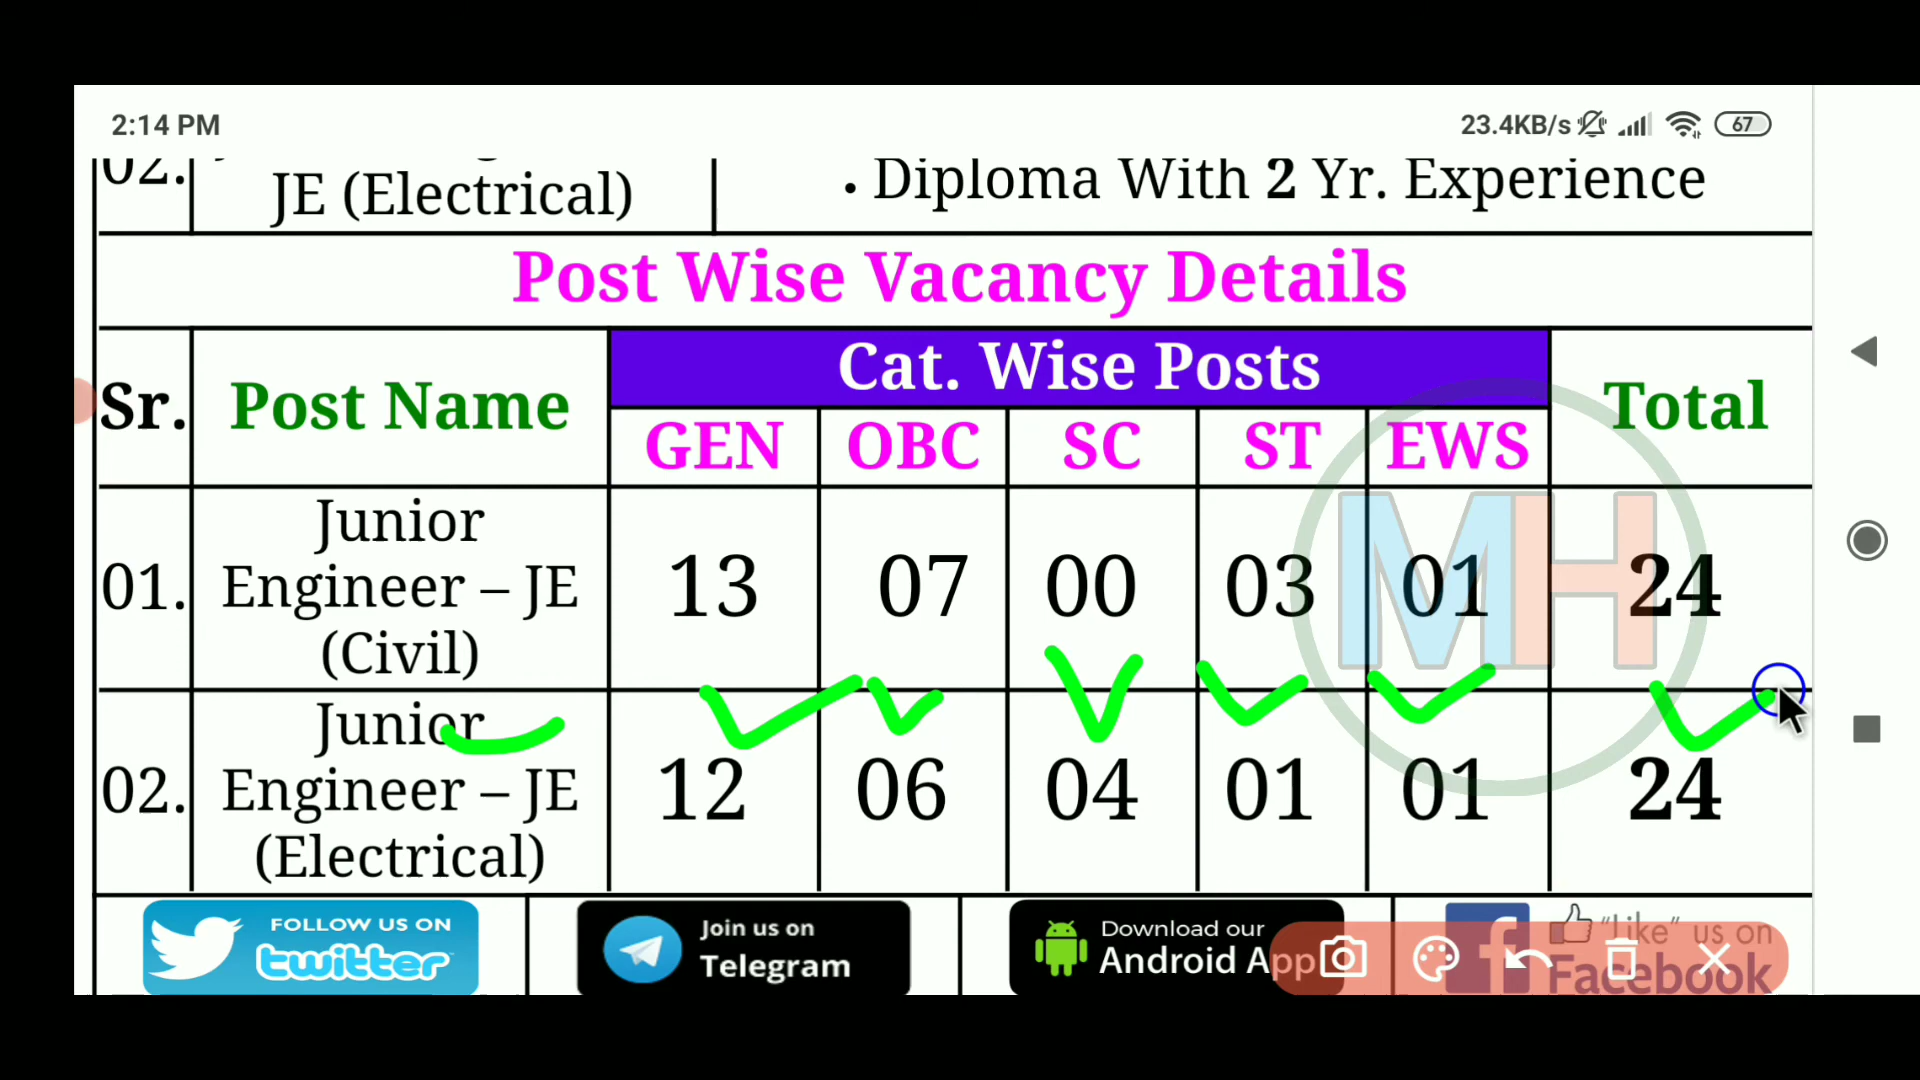 2:14 PM 23.4KB/s 67
02. JE (Electrical) • Diploma With 2 Yr. Experience
Post Wise Vacancy Details
Sr. Post Name Cat. Wise Posts Total
GEN OBC SC ST EWS
Junior
01. Engineer – JE 13 07 00 03 01 24
(Civil)
Junior
02. Engineer – JE 12 06 04 01 01 24
(Electrical)
MH
FOLLOW US ON
twitter
Join us on
Telegram
Download our
Android App
"Like" us on
Facebook